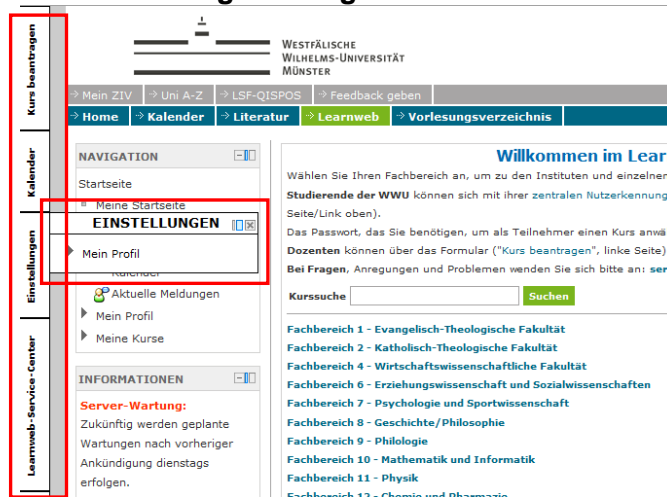 Kurs beantragen
Kalender
Einstellungen
Learnweb-Service-Center
WESTFÄLISCHE
WILHELMS-UNIVERSITÄT
MÜNSTER
Mein ZIV
Uni A-Z
LSF-QISPOS
Feedback geben
Home
Kalender
Literatur
Learnweb
Vorlesungsverzeichnis
NAVIGATION
Startseite
Meine Startseite
EINSTELLUNGEN
Mein Profil
Kalender
Aktuelle Meldungen
Mein Profil
Meine Kurse
INFORMATIONEN
Server-Wartung:
Zukünftig werden geplante
Wartungen nach vorheriger
Ankündigung dienstags
erfolgen.
Willkommen im Lear
Wählen Sie Ihren Fachbereich an, um zu den Instituten und einzelner
Studierende der WWU können sich mit ihrer zentralen Nutzerkennung
Seite/Link oben).
Das Passwort, das Sie benötigen, um als Teilnehmer einen Kurs anwä
Dozenten können über das Formular ("Kurs beantragen", linke Seite)
Bei Fragen, Anregungen und Problemen wenden Sie sich bitte an: ser
Kurssuche
Suchen
Fachbereich 1 - Evangelisch-Theologische Fakultät
Fachbereich 2 - Katholisch-Theologische Fakultät
Fachbereich 4 - Wirtschaftswissenschaftliche Fakultät
Fachbereich 6 - Erziehungswissenschaft und Sozialwissenschaften
Fachbereich 7 - Psychologie und Sportwissenschaft
Fachbereich 8 - Geschichte/Philosophie
Fachbereich 9 - Philologie
Fachbereich 10 - Mathematik und Informatik
Fachbereich 11 - Physik
Fachbereich 12 - Chemie und Pharmazie